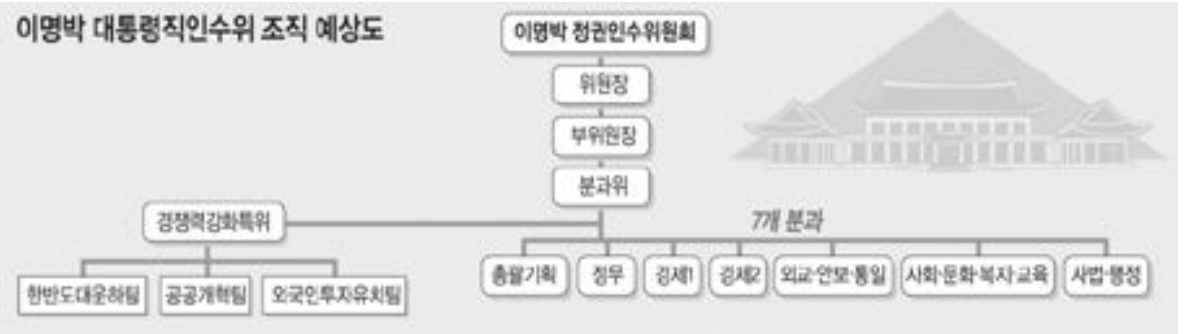 이명박 대통령직인수위 조직 예상도
이명박 정권인수위원회
위원장
부위원장
분과위
경쟁력강화특위
7개 분과
한반도대운하팀
공공개혁팀
외국인투자유치팀
총괄기획
정무
경제1
경제2
외교·안보·통일
사회·문화·복지·교육
사법·행정